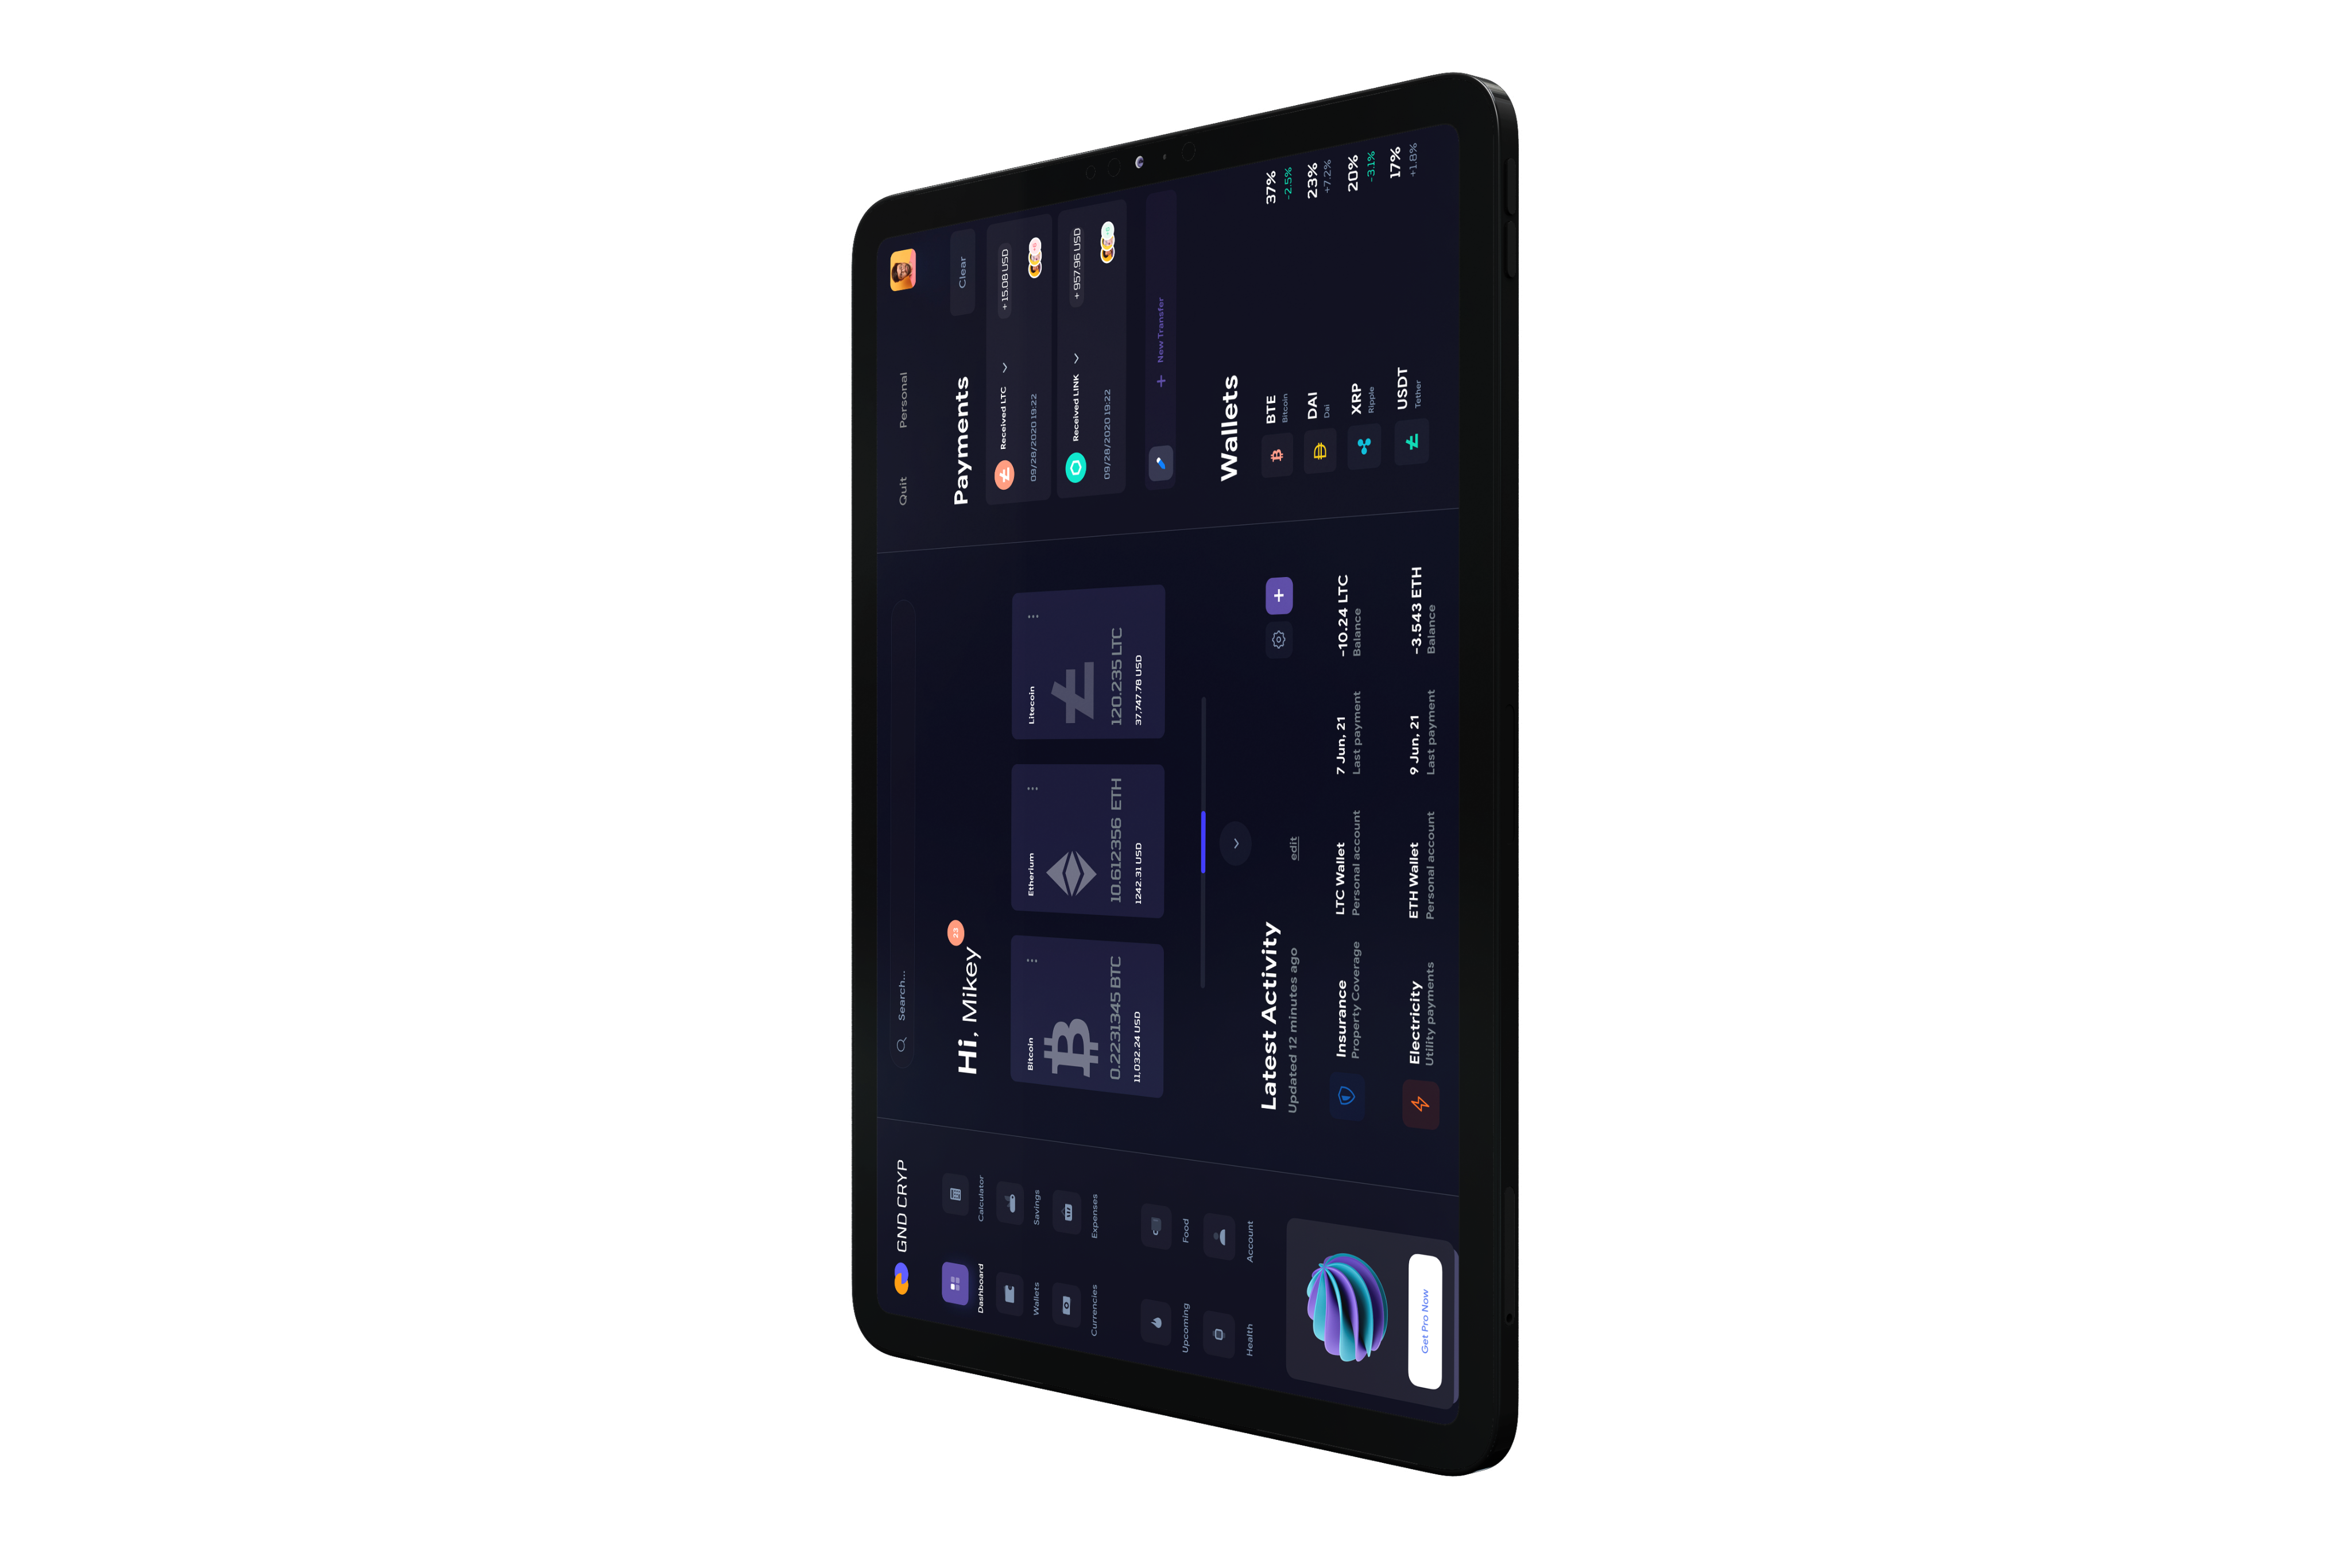 GND CRYP
Dashboard
Calculator
Wallets
Savings
Currencies
Expenses
Upcoming
Food
Health
Account
Get Pro Now
Search...
Hi, Mikey
23
Bitcoin
0.2231345 BTC
11.032.24 USD
Etherium
10.612356 ETH
1242.31 USD
Litecoin
120.235 LTC
37,747.78 USD
Latest Activity
Updated 12 minutes ago
edit
Insurance
Property Coverage
LTC Wallet
Personal account
7 Jun, 21
Last payment
-10.24 LTC
Balance
Electricity
Utility payments
ETH Wallet
Personal account
9 Jun, 21
Last payment
-3.543 ETH
Balance
Quit
Personal
Payments
Clear
Received LTC
+ 15.08 USD
09/28/2020 19:22
Received LINK
+ 957.96 USD
09/28/2020 19:22
+ New Transfer
Wallets
BTE
Bitcoin
37%
-2.5%
DAI
Dai
23%
+7.2%
XRP
Ripple
20%
-3.1%
USDT
Tether
17%
+1.8%